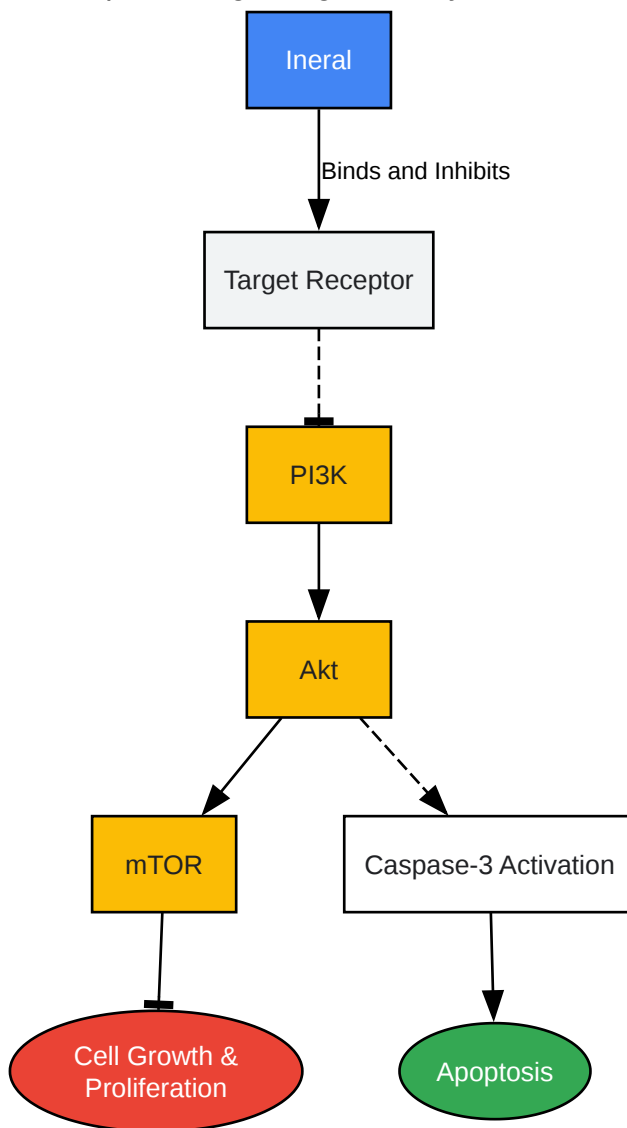 Ineral
Binds and Inhibits
Target Receptor
PI3K
Akt
mTOR
Caspase-3 Activation
Cell Growth &
Proliferation
Apoptosis